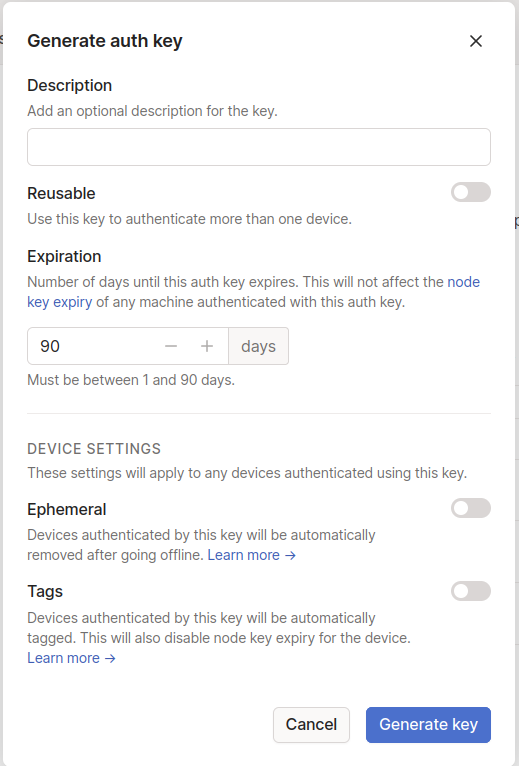 Generate auth key
Description
Add an optional description for the key.
Reusable
Use this key to authenticate more than one device.
Expiration
Number of days until this auth key expires. This will not affect the node
key expiry of any machine authenticated with this auth key.
90 − + days
Must be between 1 and 90 days.
DEVICE SETTINGS
These settings will apply to any devices authenticated using this key.
Ephemeral
Devices authenticated by this key will be automatically
removed after going offline. Learn more →
Tags
Devices authenticated by this key will be automatically
tagged. This will also disable node key expiry for the device.
Learn more →
Cancel Generate key